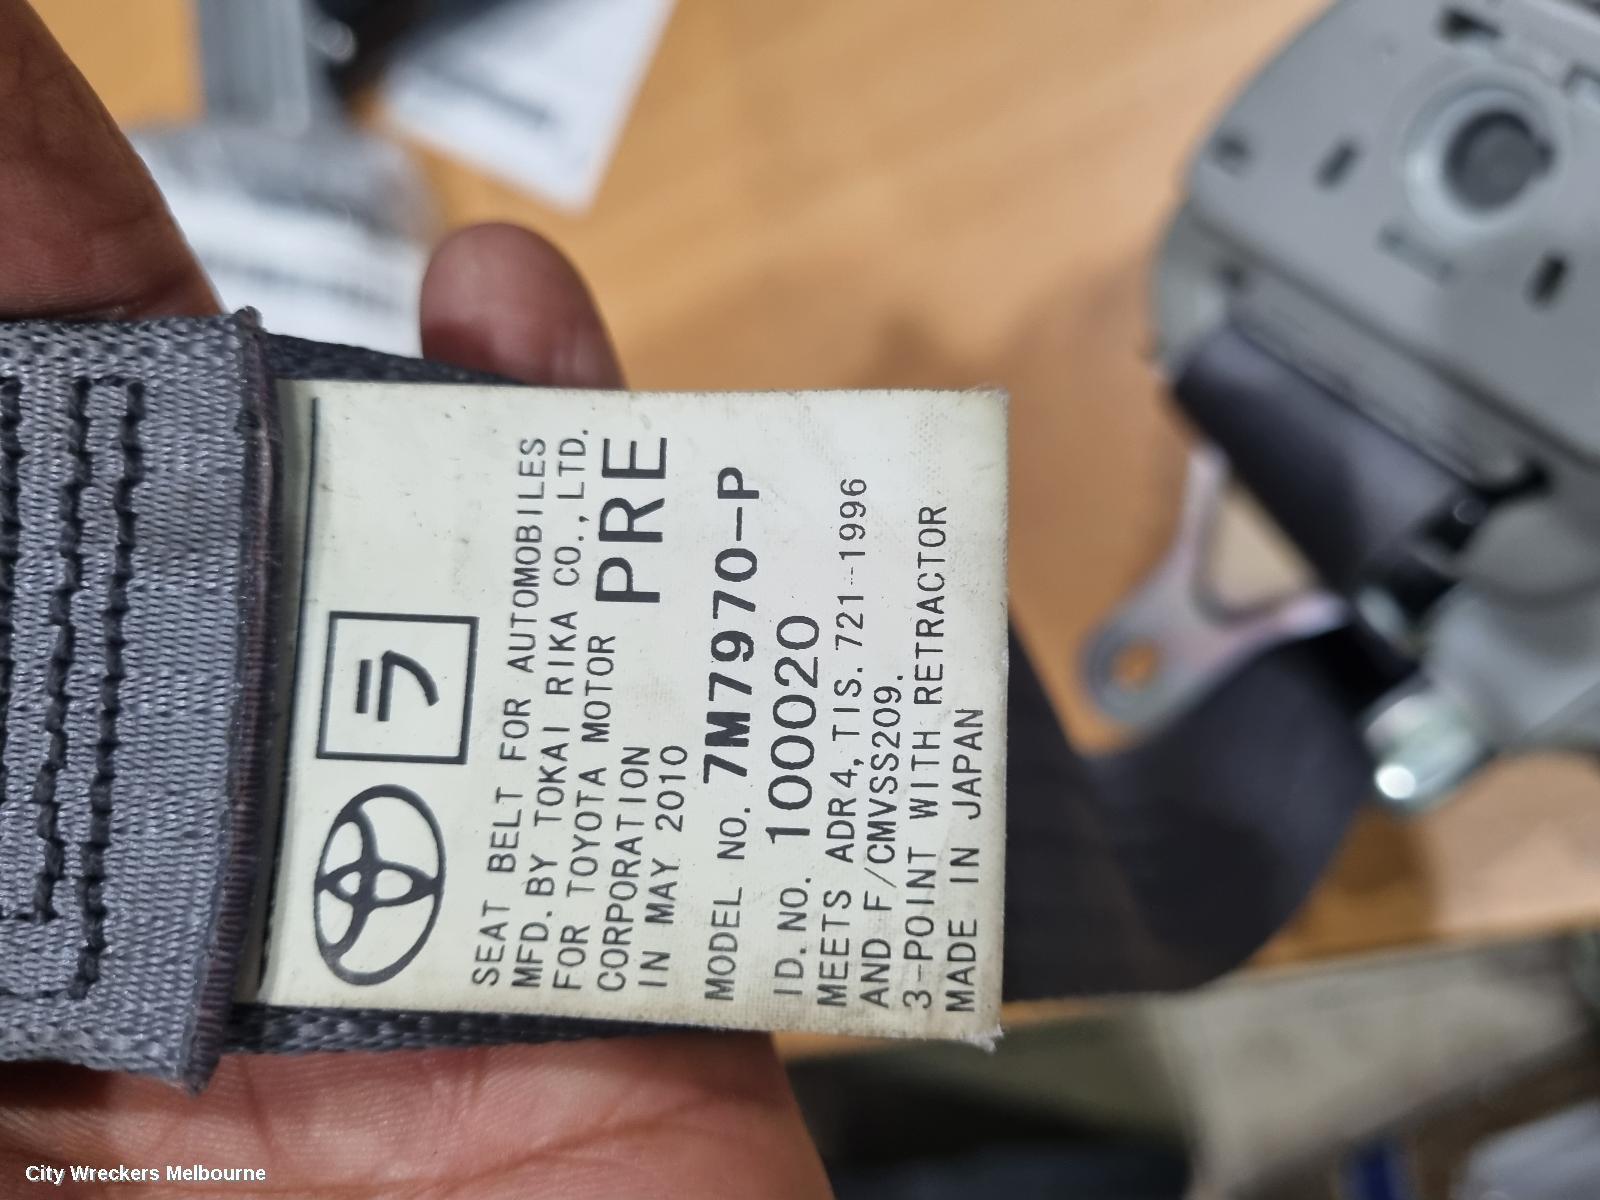 ラ
SEAT BELT FOR AUTOMOBILES
MFD. BY TOKAI RIKA CO., LTD.
FOR TOYOTA MOTOR PRE
CORPORATION
IN MAY 2010
MODEL NO. 7M7970-P
ID. NO. 100020
MEETS ADR4, TIS. 721-1996
AND F/CMVSS209.
3-POINT WITH RETRACTOR
MADE IN JAPAN
City Wreckers Melbourne